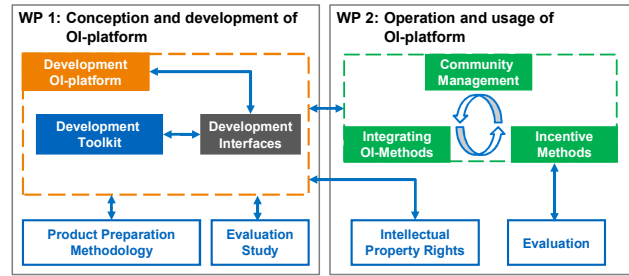 WP 1: Conception and development of
OI-platform
Development
OI-platform
Development
Toolkit
Development
Interfaces
Product Preparation
Methodology
Evaluation
Study
WP 2: Operation and usage of
OI-platform
Community
Management
Integrating
OI-Methods
Incentive
Methods
Intellectual
Property Rights
Evaluation